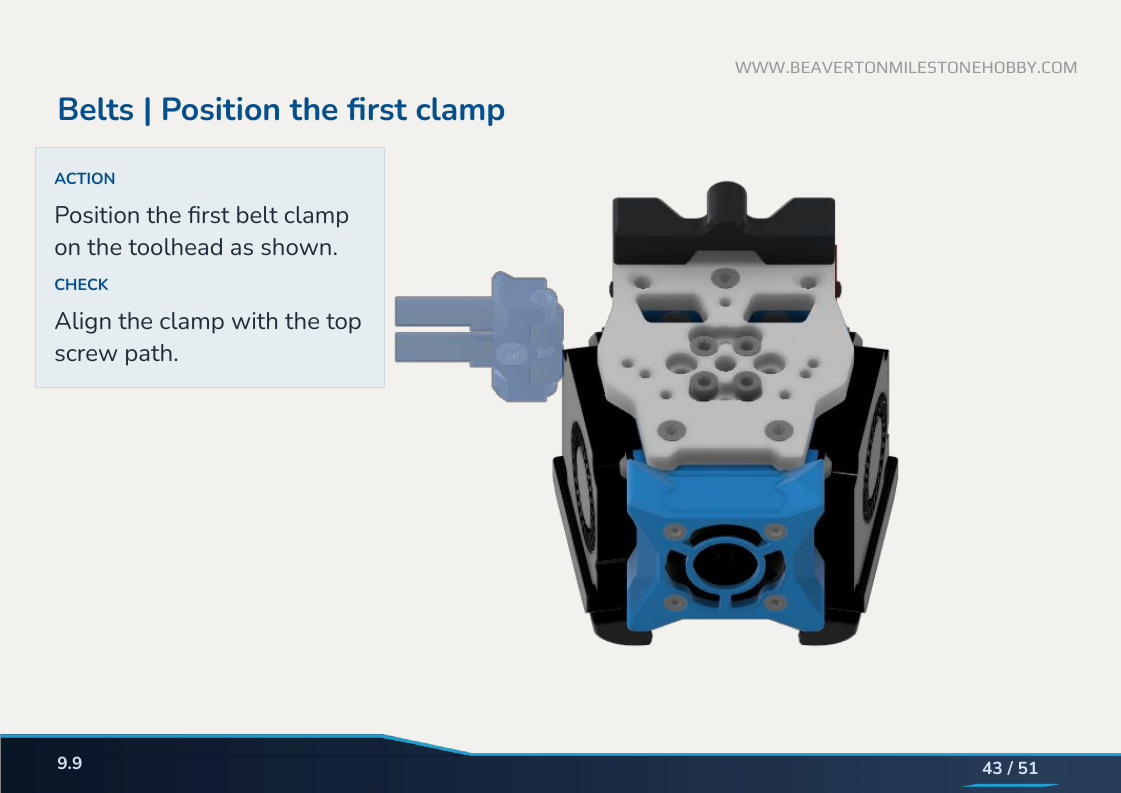 WWW.BEAVERTONMILESTONEHOBBY.COM
Belts | Position the first clamp
ACTION
Position the first belt clamp
on the toolhead as shown.
CHECK
Align the clamp with the top
screw path.
9.9
43 / 51